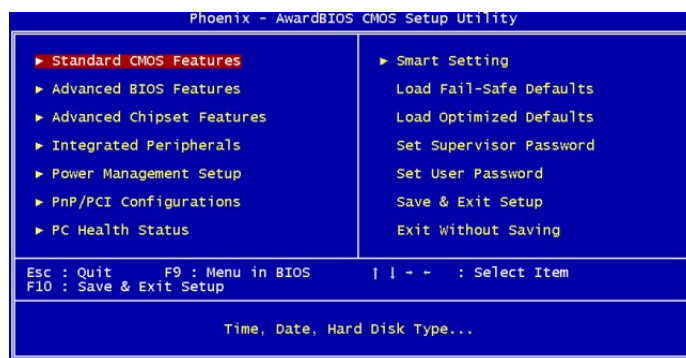 Phoenix - AwardBIOS CMOS Setup Utility
► Standard CMOS Features
► Advanced BIOS Features
► Advanced Chipset Features
► Integrated Peripherals
► Power Management Setup
► PnP/PCI Configurations
► PC Health Status
► Smart Setting
Load Fail-Safe Defaults
Load Optimized Defaults
Set Supervisor Password
Set User Password
Save & Exit Setup
Exit Without Saving
Esc : Quit F9 : Menu in BIOS ↑ ↓ → ← : Select Item
F10 : Save & Exit Setup
Time, Date, Hard Disk Type...